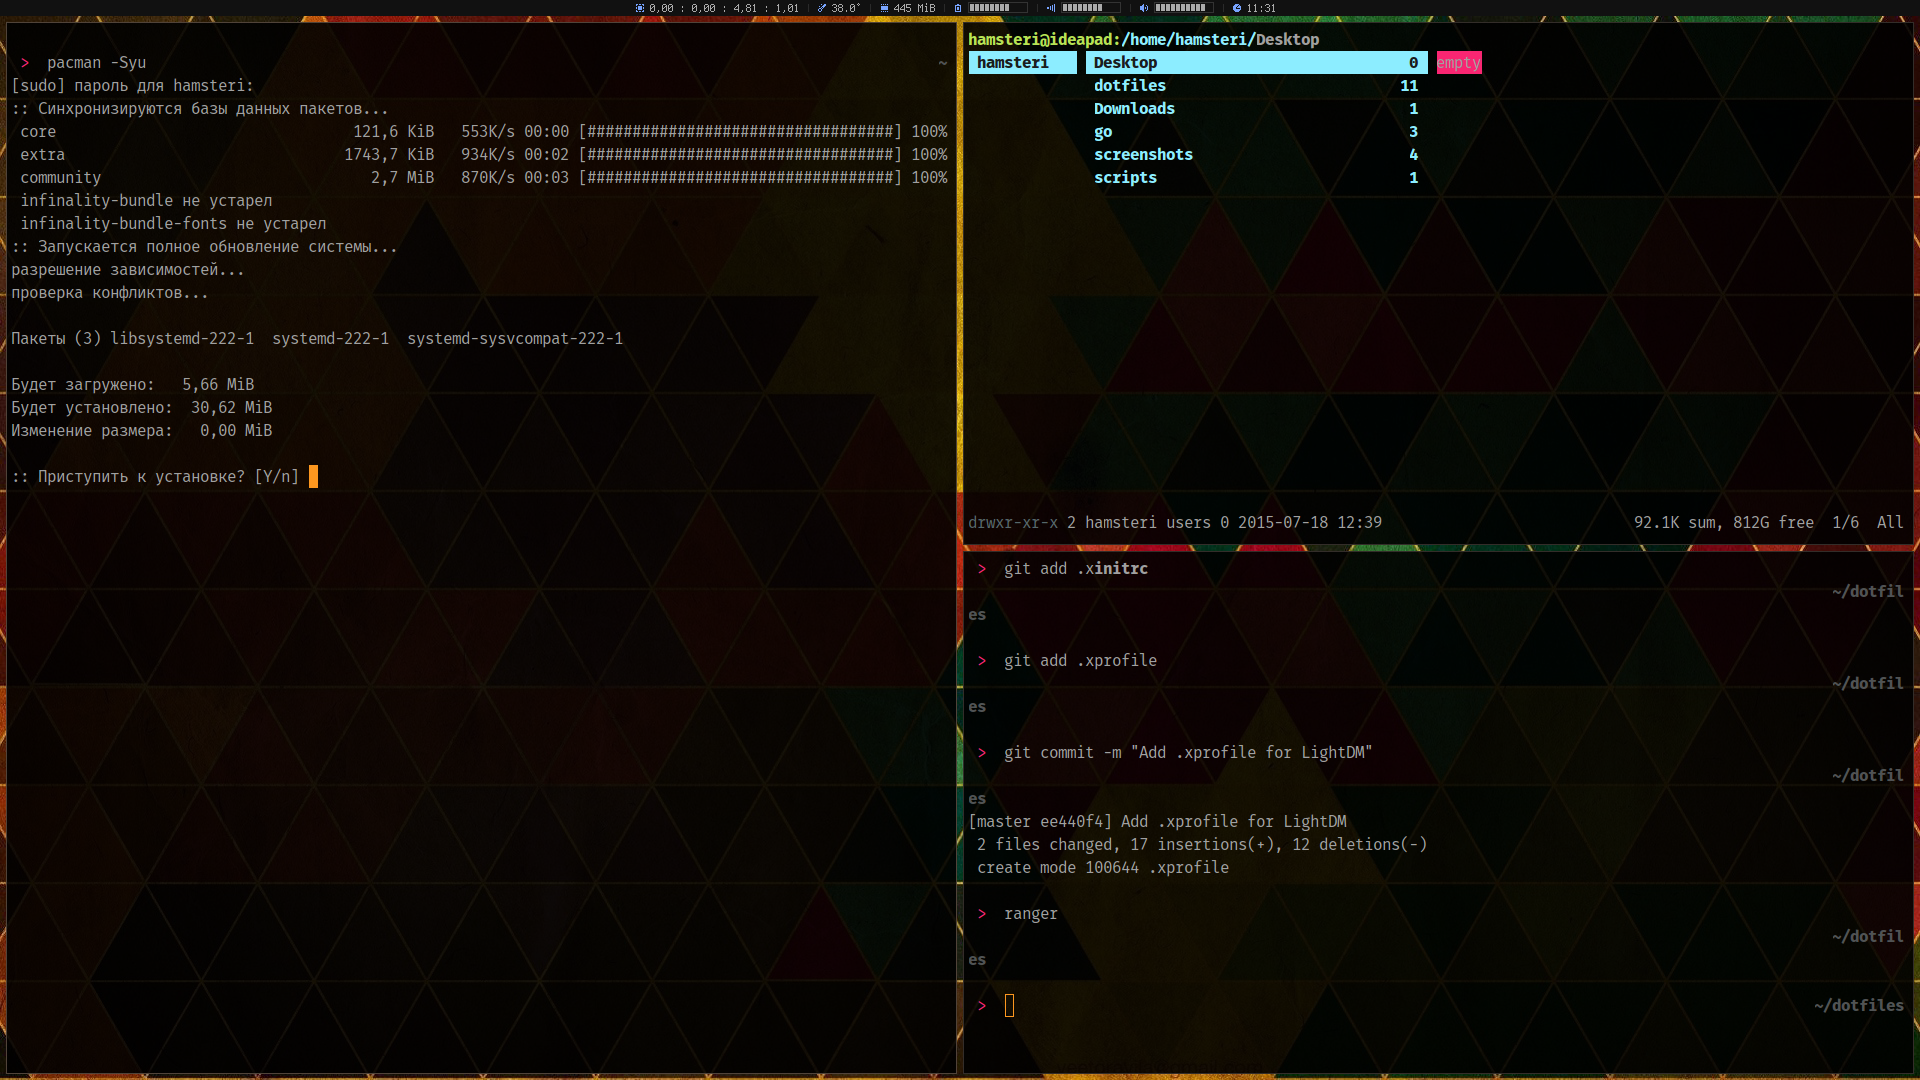 0,00 : 0,00 : 4,81 : 1,01 38.0° 445 MiB 11:31
> pacman -Syu ~
[sudo] пароль для hamsteri:
:: Синхронизируются базы данных пакетов...
core 121,6 KiB 553K/s 00:00 [##################################] 100%
extra 1743,7 KiB 934K/s 00:02 [##################################] 100%
community 2,7 MiB 870K/s 00:03 [##################################] 100%
infinality-bundle не устарел
infinality-bundle-fonts не устарел
:: Запускается полное обновление системы...
разрешение зависимостей...
проверка конфликтов...
Пакеты (3) libsystemd-222-1 systemd-222-1 systemd-sysvcompat-222-1
Будет загружено: 5,66 MiB
Будет установлено: 30,62 MiB
Изменение размера: 0,00 MiB
:: Приступить к установке? [Y/n]
hamsteri@ideapad:/home/hamsteri/Desktop
hamsteri Desktop 0 empty
dotfiles 11
Downloads 1
go 3
screenshots 4
scripts 1
drwxr-xr-x 2 hamsteri users 0 2015-07-18 12:39 92.1K sum, 812G free 1/6 All
> git add .xinitrc
~/dotfil
es
> git add .xprofile
~/dotfil
es
> git commit -m "Add .xprofile for LightDM"
~/dotfil
es
[master ee440f4] Add .xprofile for LightDM
2 files changed, 17 insertions(+), 12 deletions(-)
create mode 100644 .xprofile
> ranger
~/dotfil
es
> ~/dotfiles